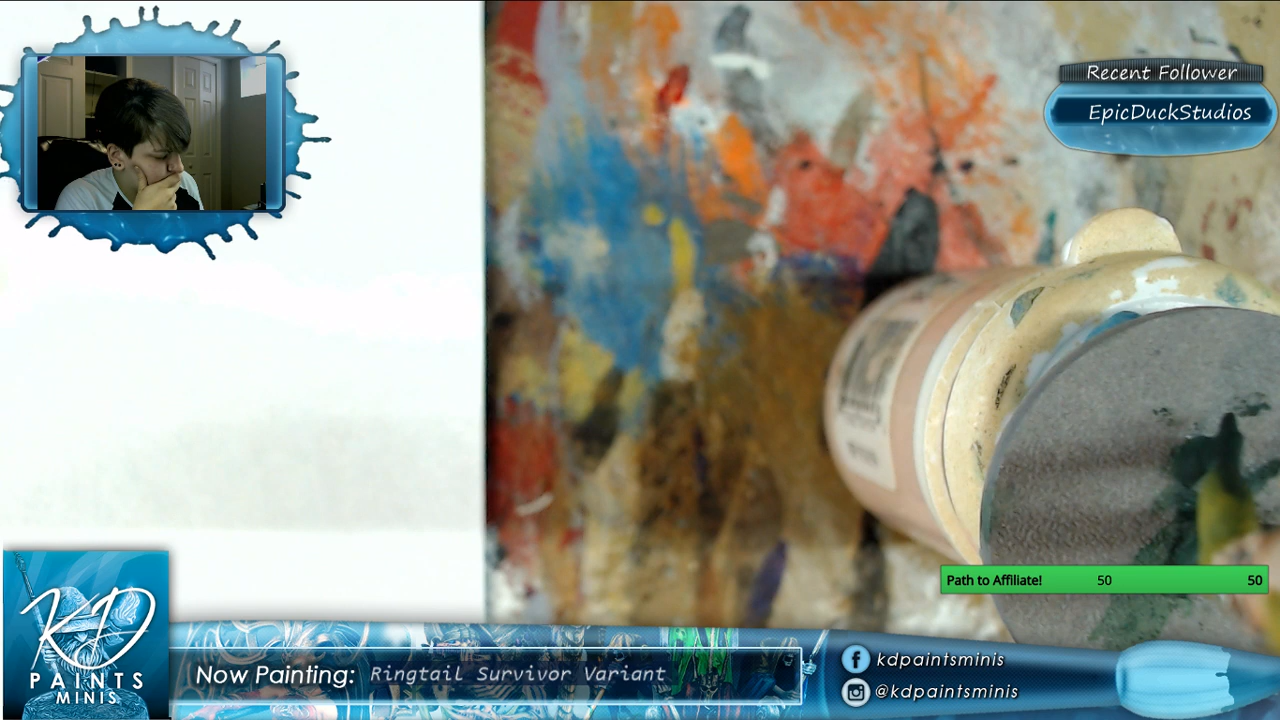 Recent Follower
EpicDuckStudios
Path to Affiliate! 50 50
KD
PAINTS
MINIS
Now Painting: Ringtail Survivor Variant
kdpaintsminis
@kdpaintsminis